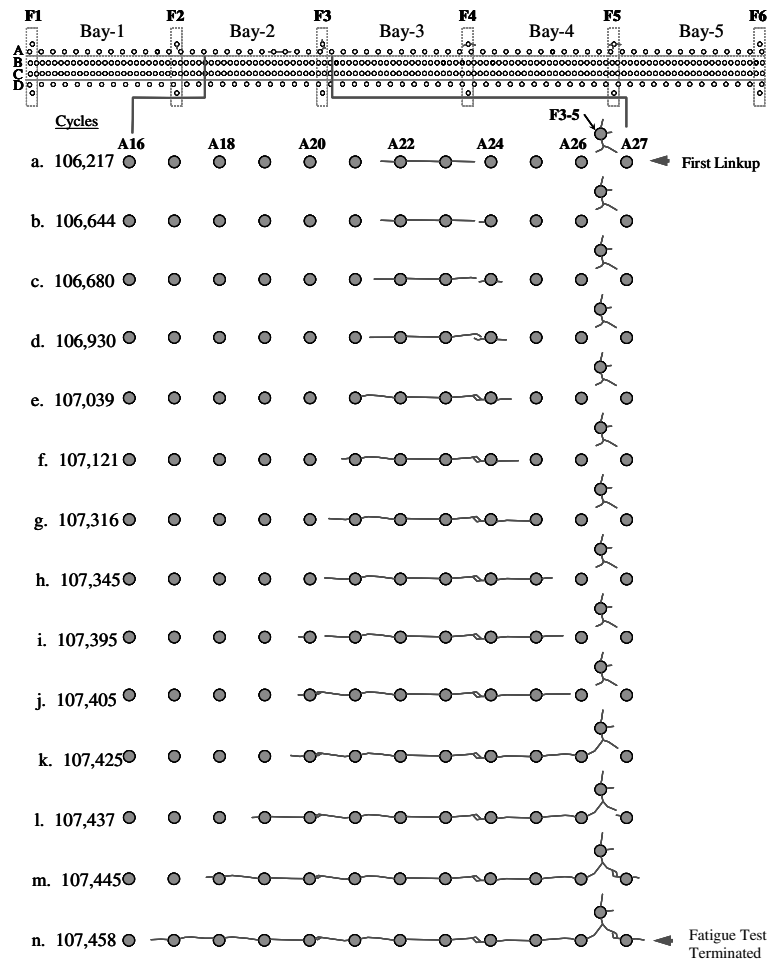 F1 F2 F3 F4 F5 F6
Bay-1 Bay-2 Bay-3 Bay-4 Bay-5
A
B
C
D
Cycles
F3-5
A16 A18 A20 A22 A24 A26 A27
a. 106,217 First Linkup
b. 106,644
c. 106,680
d. 106,930
e. 107,039
f. 107,121
g. 107,316
h. 107,345
i. 107,395
j. 107,405
k. 107,425
l. 107,437
m. 107,445
n. 107,458
Fatigue Test
Terminated